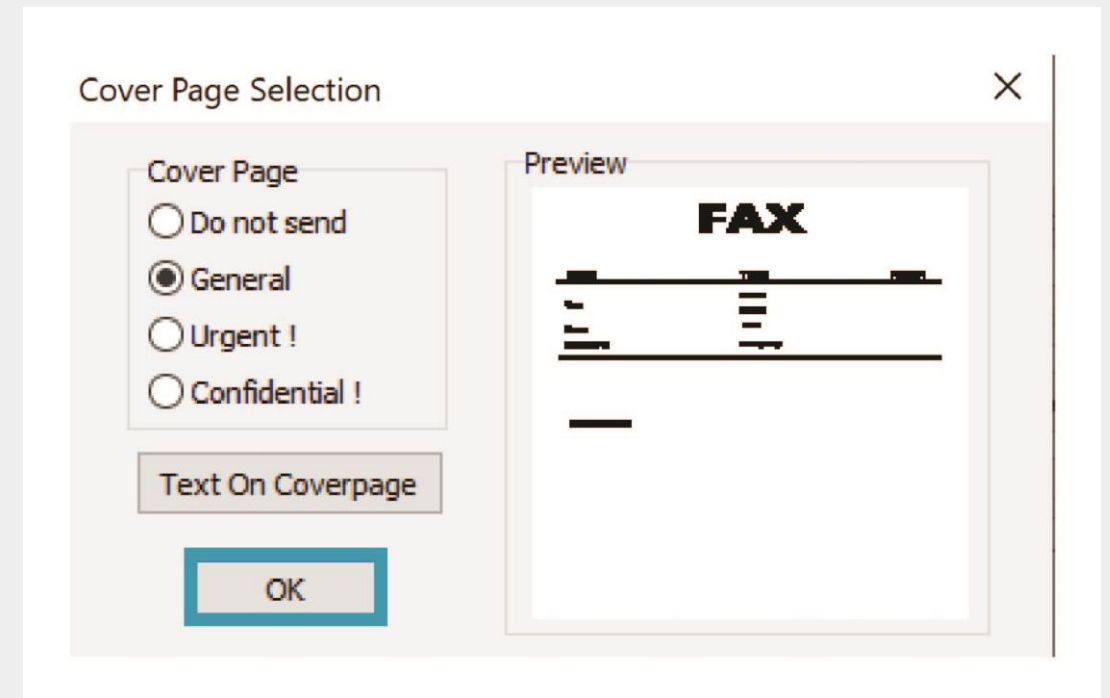 Cover Page Selection
Cover Page
Do not send
General
Urgent !
Confidential !
Text On Coverpage
OK
Preview
FAX